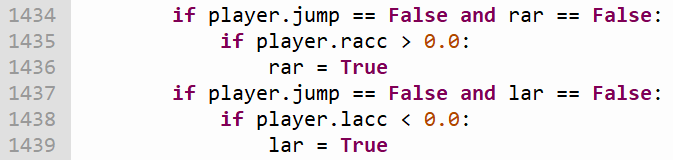 1434 if player.jump == False and rar == False:
1435 if player.racc > 0.0:
1436 rar = True
1437 if player.jump == False and lar == False:
1438 if player.lacc < 0.0:
1439 lar = True